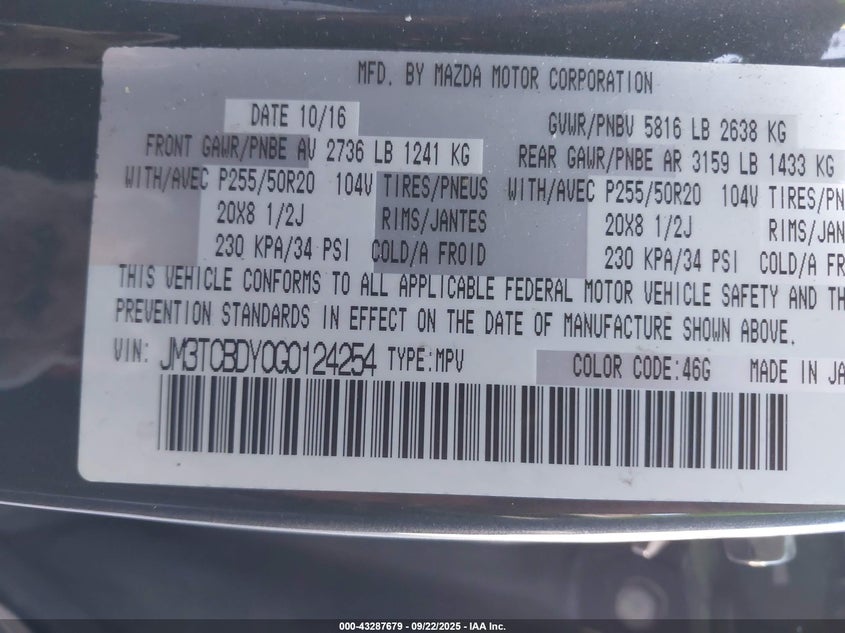 MFD. BY MAZDA MOTOR CORPORATION
DATE 10/16 GVWR/PNBV 5816 LB 2638 KG
FRONT GAWR/PNBE AV 2736 LB 1241 KG REAR GAWR/PNBE AR 3159 LB 1433 KG
WITH/AVEC P255/50R20 104V TIRES/PNEUS WITH/AVEC P255/50R20 104V TIRES/PN
20X8 1/2J RIMS/JANTES 20X8 1/2J RIMS/JAN
230 KPA/34 PSI COLD/A FROID 230 KPA/34 PSI COLD/A FR
THIS VEHICLE CONFORMS TO ALL APPLICABLE FEDERAL MOTOR VEHICLE SAFETY AND TH
PREVENTION STANDARDS IN EFFECT ON THE DATE OF MANUFACTURE SHOWN ABOVE.
VIN: JM3TCBDY0G0124254 TYPE:MPV COLOR CODE:46G MADE IN JA
000-43287679 - 09/22/2025 - IAA Inc.